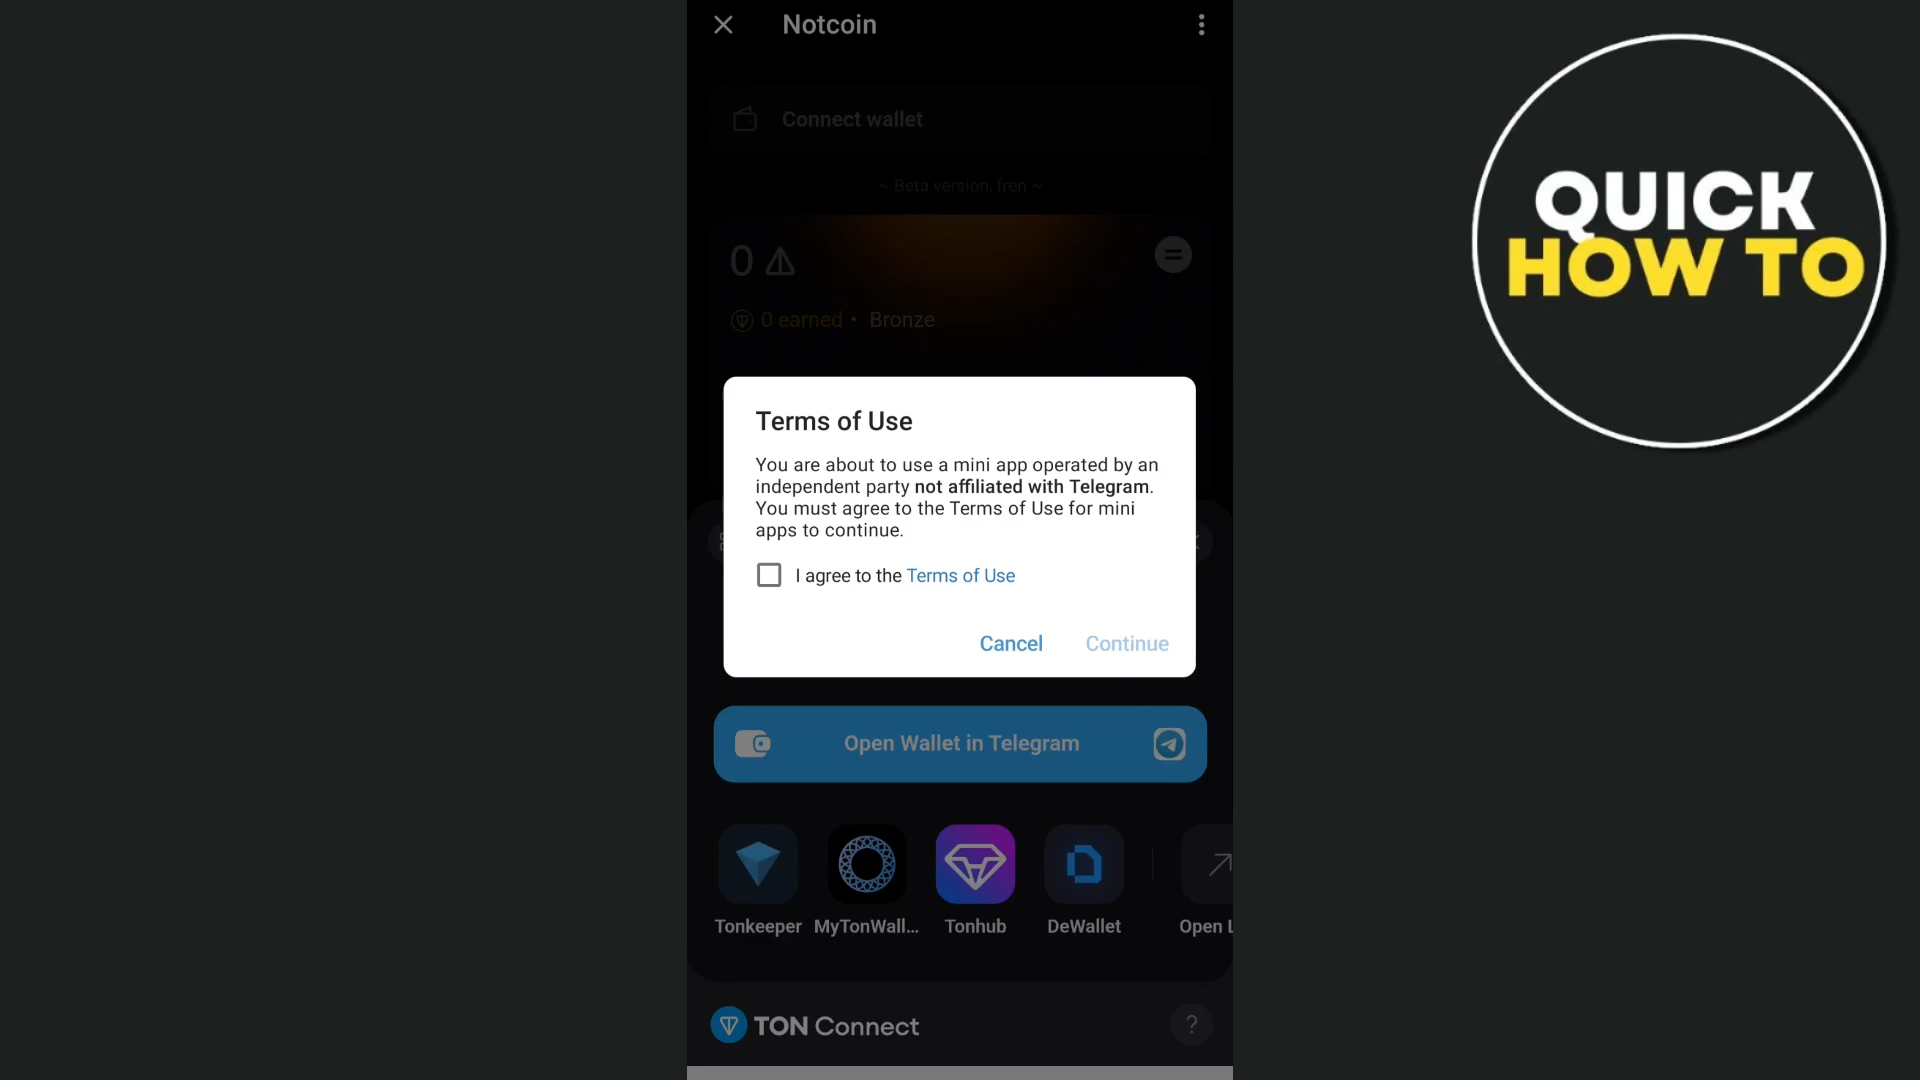 Notcoin
Connect wallet
~ Beta version, fren ~
0
0 earned • Bronze
Terms of Use
You are about to use a mini app operated by an
independent party not affiliated with Telegram.
You must agree to the Terms of Use for mini
apps to continue.
I agree to the Terms of Use
Cancel Continue
Open Wallet in Telegram
Tonkeeper MyTonWall... Tonhub DeWallet Open L
TON Connect ?
QUICK
HOW TO